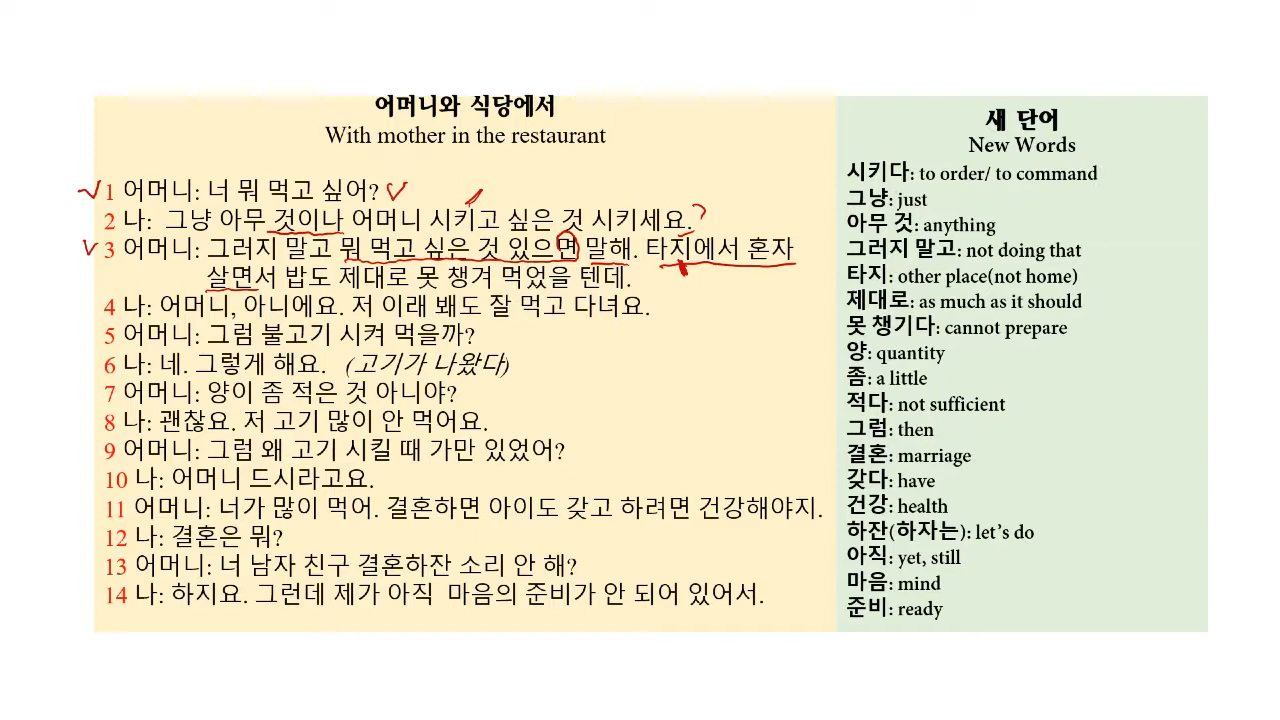 어머니와 식당에서
With mother in the restaurant
1 어머니: 너 뭐 먹고 싶어?
2 나: 그냥 아무 것이나 어머니 시키고 싶은 것 시키세요.
3 어머니: 그러지 말고 뭐 먹고 싶은 것 있으면 말해. 타지에서 혼자
살면서 밥도 제대로 못 챙겨 먹었을 텐데.
4 나: 어머니, 아니에요. 저 이래 봬도 잘 먹고 다녀요.
5 어머니: 그럼 불고기 시켜 먹을까?
6 나: 네. 그렇게 해요. (고기가 나왔다)
7 어머니: 양이 좀 적은 것 아니야?
8 나: 괜찮요. 저 고기 많이 안 먹어요.
9 어머니: 그럼 왜 고기 시킬 때 가만 있었어?
10 나: 어머니 드시라고요.
11 어머니: 너가 많이 먹어. 결혼하면 아이도 갖고 하려면 건강해야지.
12 나: 결혼은 뭐?
13 어머니: 너 남자 친구 결혼하잔 소리 안 해?
14 나: 하지요. 그런데 제가 아직 마음의 준비가 안 되어 있어서.
새 단어
New Words
시키다: to order/ to command
그냥: just
아무 것: anything
그러지 말고: not doing that
타지: other place(not home)
제대로: as much as it should
못 챙기다: cannot prepare
양: quantity
좀: a little
적다: not sufficient
그럼: then
결혼: marriage
갖다: have
건강: health
하잔(하자는): let's do
아직: yet, still
마음: mind
준비: ready